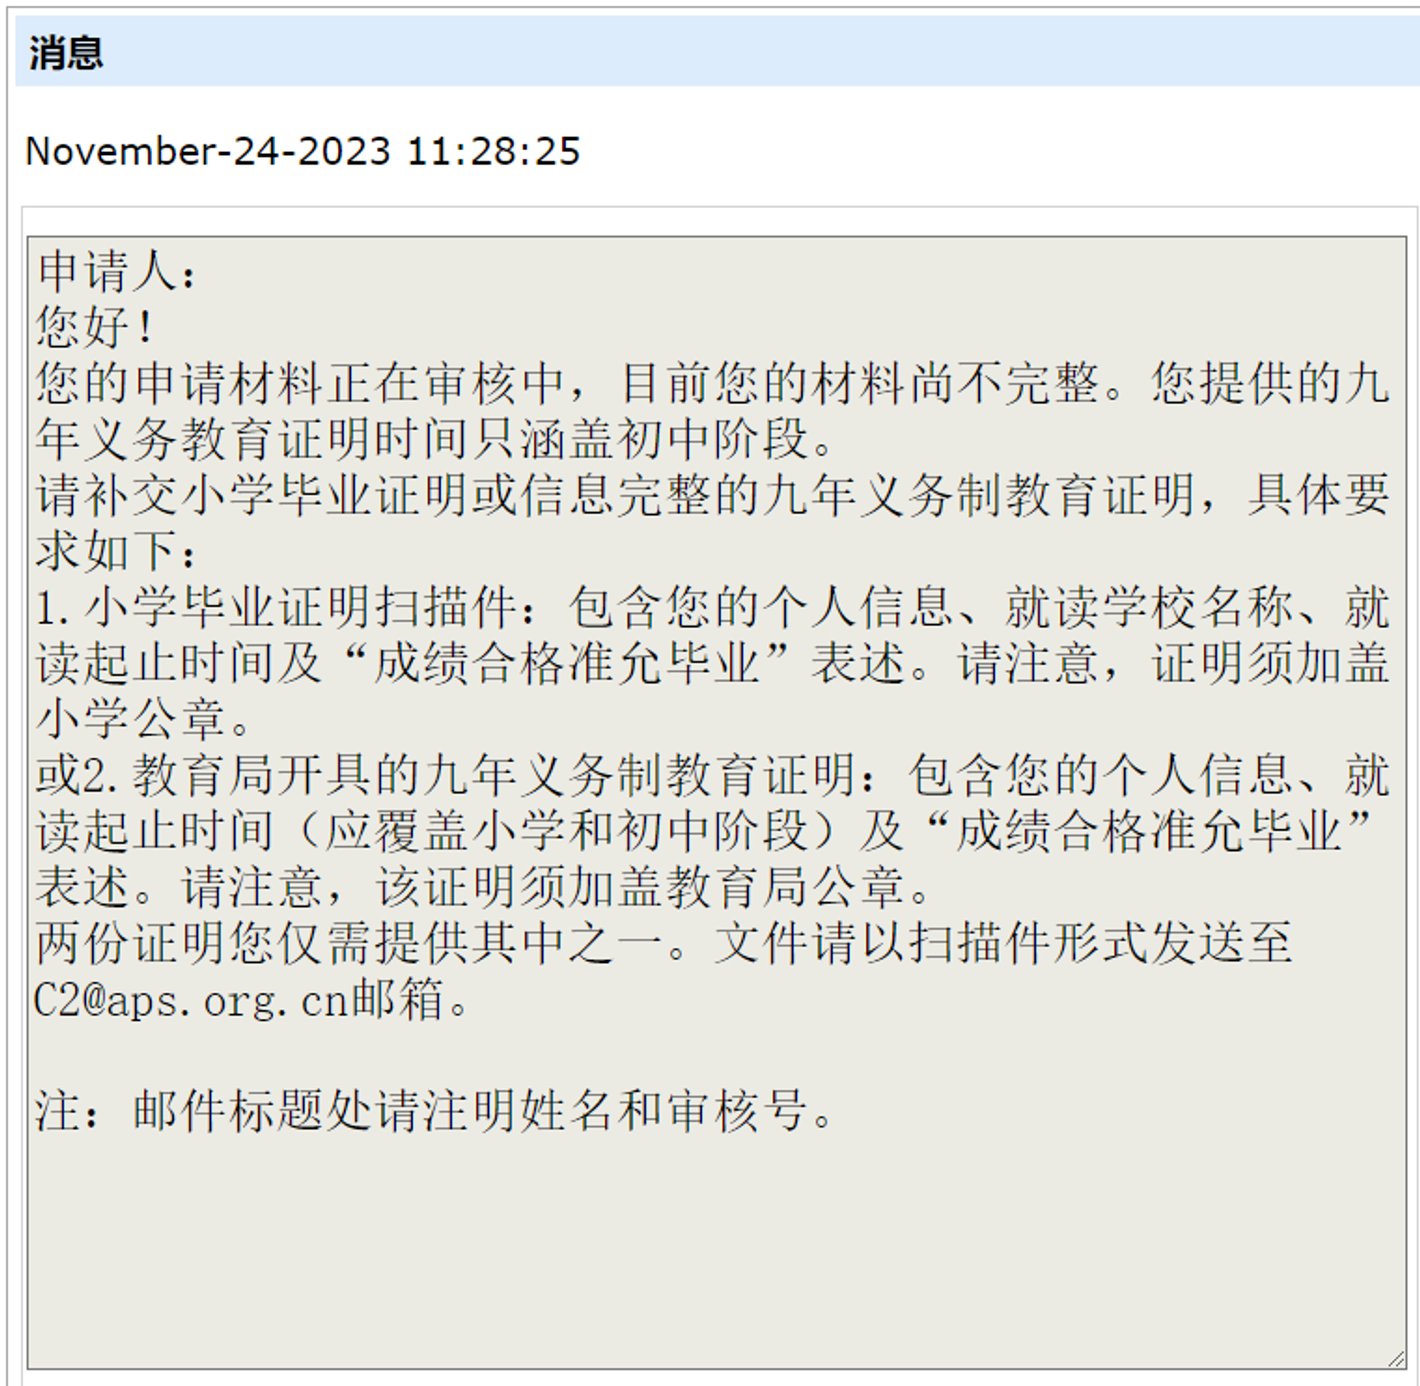 消息
November-24-2023 11:28:25
申请人：
您好！
您的申请材料正在审核中，目前您的材料尚不完整。您提供的九
年义务教育证明时间只涵盖初中阶段。
请补交小学毕业证明或信息完整的九年义务制教育证明，具体要
求如下：
1.小学毕业证明扫描件：包含您的个人信息、就读学校名称、就
读起止时间及“成绩合格准允毕业”表述。请注意，证明须加盖
小学公章。
或2.教育局开具的九年义务制教育证明：包含您的个人信息、就
读起止时间（应覆盖小学和初中阶段）及“成绩合格准允毕业”
表述。请注意，该证明须加盖教育局公章。
两份证明您仅需提供其中之一。文件请以扫描件形式发送至
C2@aps.org.cn邮箱。
注：邮件标题处请注明姓名和审核号。